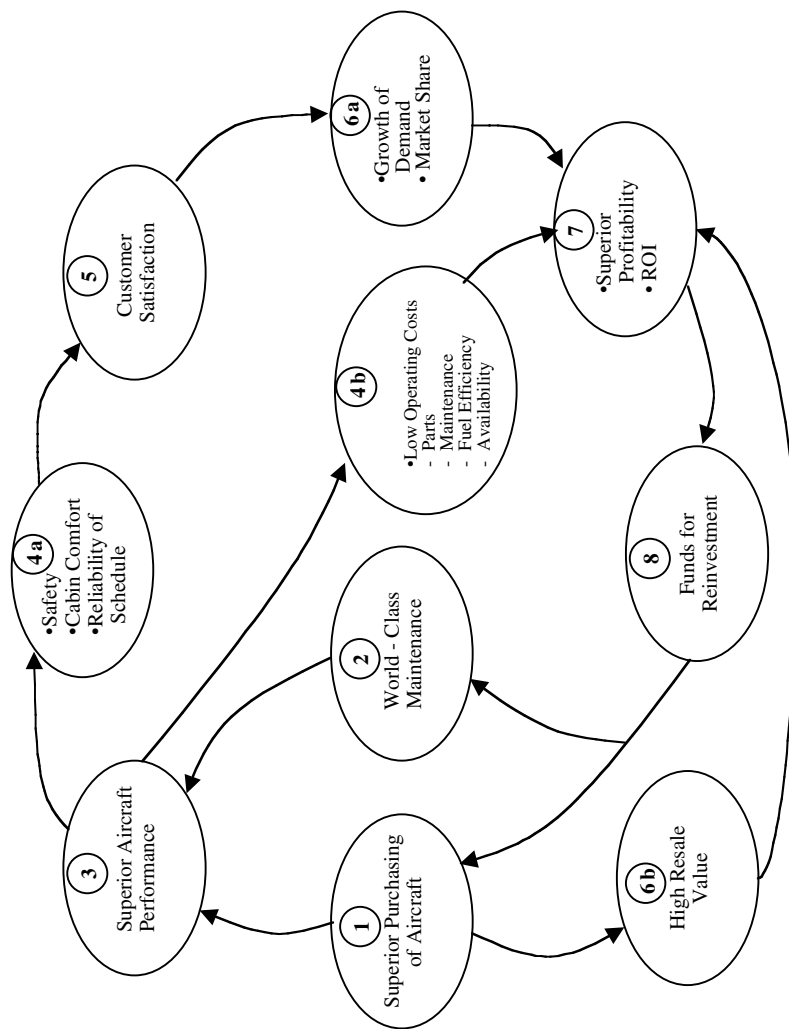 1
Superior Purchasing
of Aircraft
2
World - Class
Maintenance
3
Superior Aircraft
Performance
4a
•Safety
•Cabin Comfort
•Reliability of
Schedule
4b
•Low Operating Costs
- Parts
- Maintenance
- Fuel Efficiency
- Availability
5
Customer
Satisfaction
6a
•Growth of
Demand
• Market Share
6b
High Resale
Value
7
•Superior
Profitability
• ROI
8
Funds for
Reinvestment